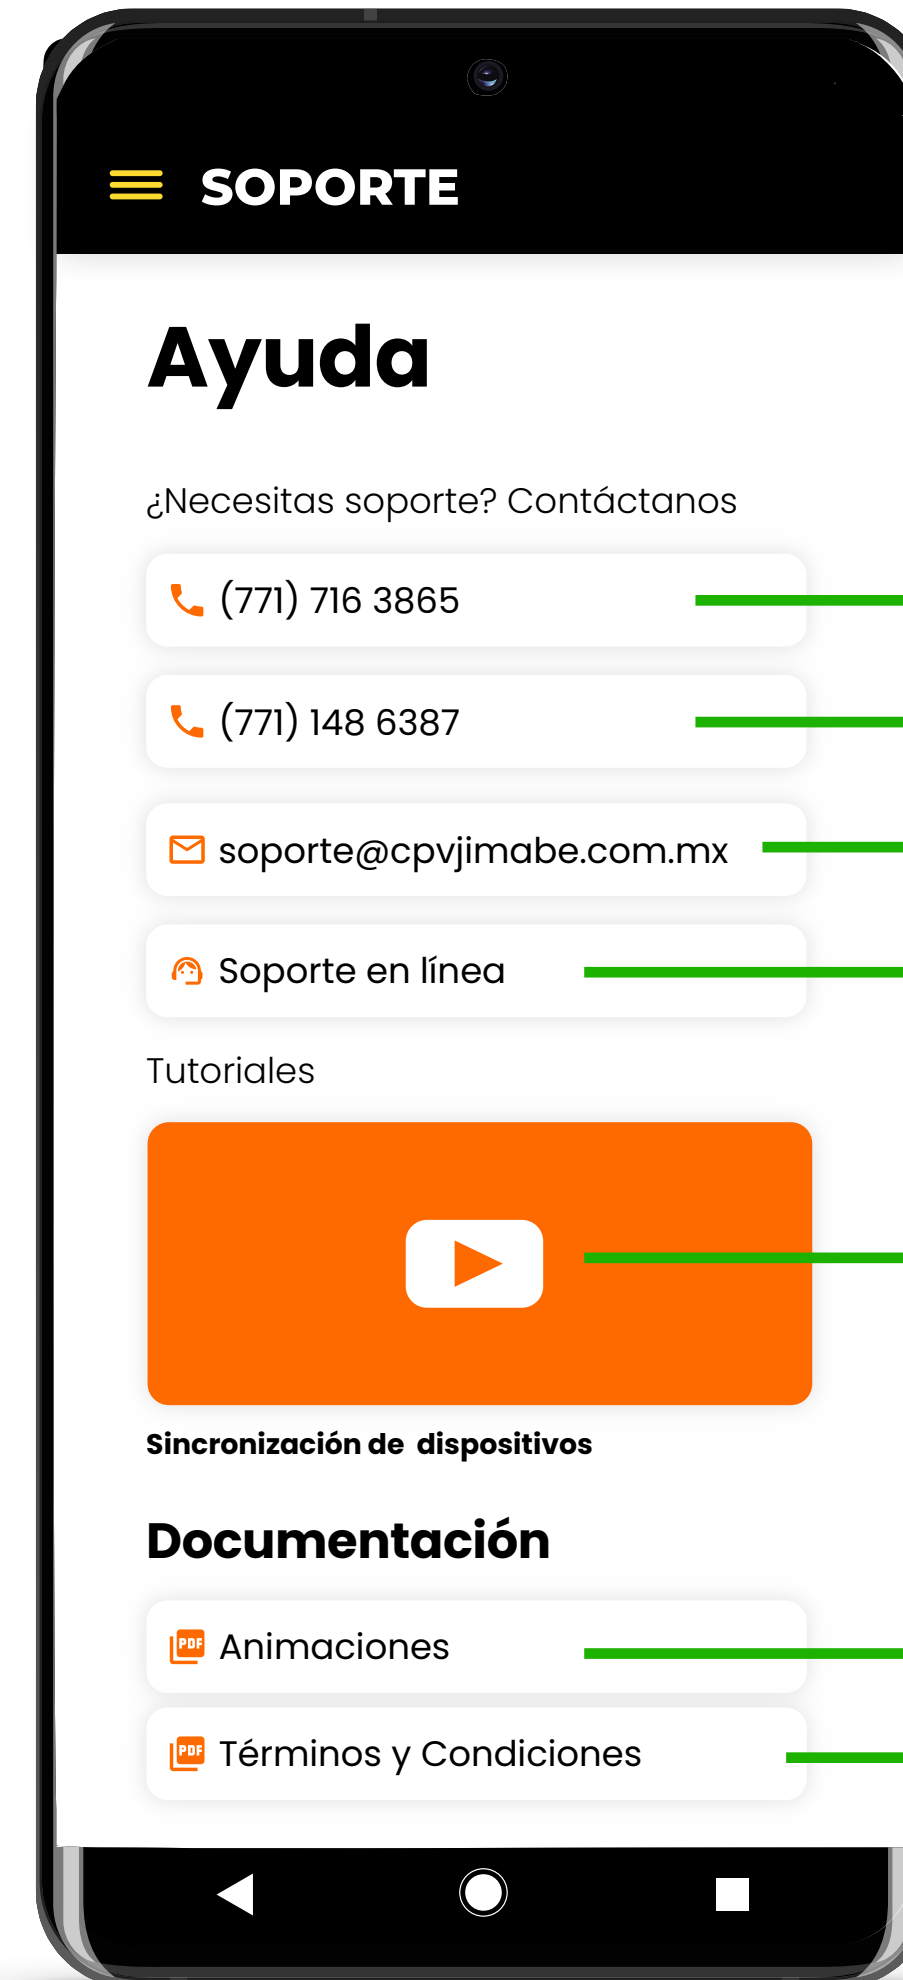 SOPORTE
Ayuda
¿Necesitas soporte? Contáctanos
(771) 716 3865
(771) 148 6387
soporte@cpvjimabe.com.mx
Soporte en línea
Tutoriales
Sincronización de dispositivos
Documentación
PDF Animaciones
PDF Términos y Condiciones